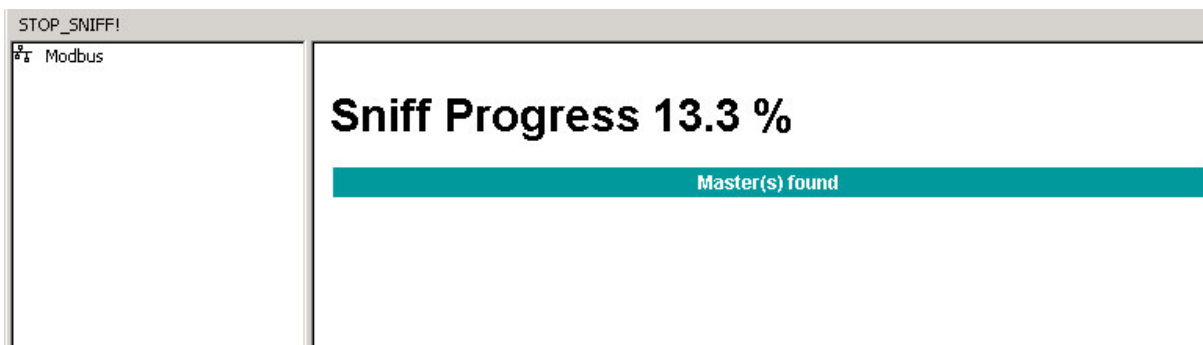 STOP_SNIFF!
Modbus
Sniff Progress 13.3 %
Master(s) found